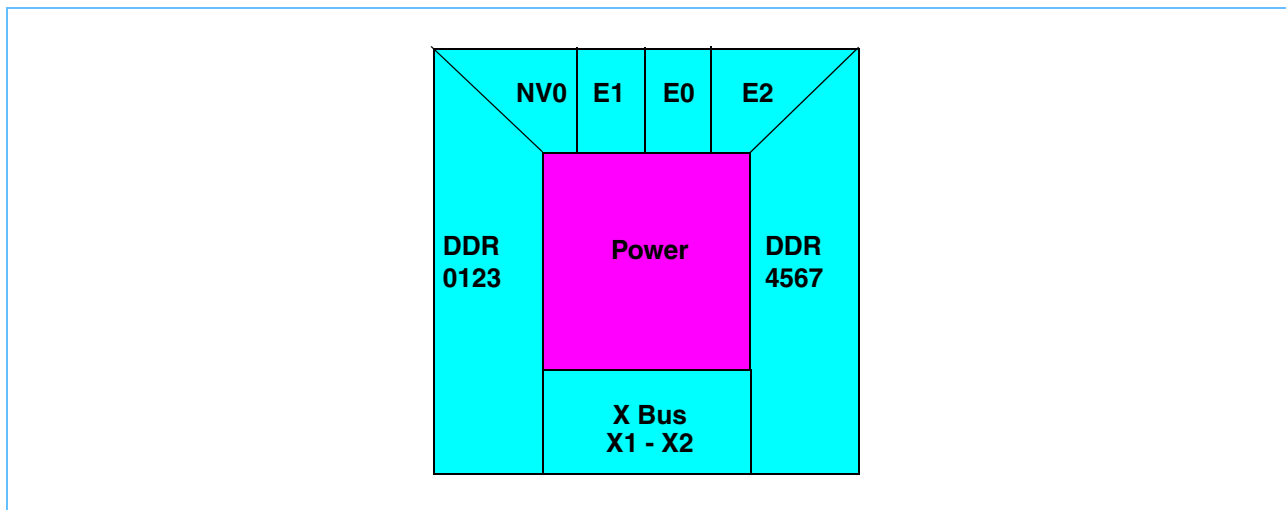 NV0
E1
E0
E2
DDR
0123
Power
DDR
4567
X Bus
X1 - X2